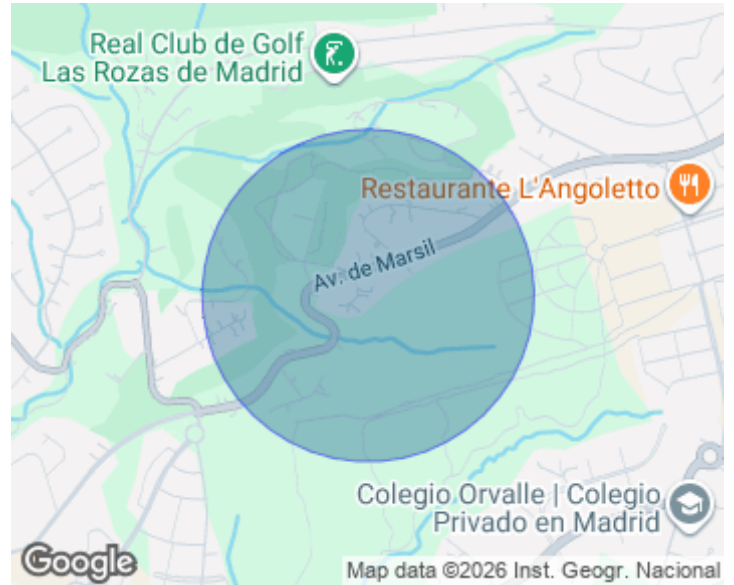 Real Club de Golf
Las Rozas de Madrid
Restaurante L'Angoletto
Av. de Marsil
Colegio Orvalle | Colegio
Privado en Madrid
Google
Map data ©2026 Inst. Geogr. Nacional